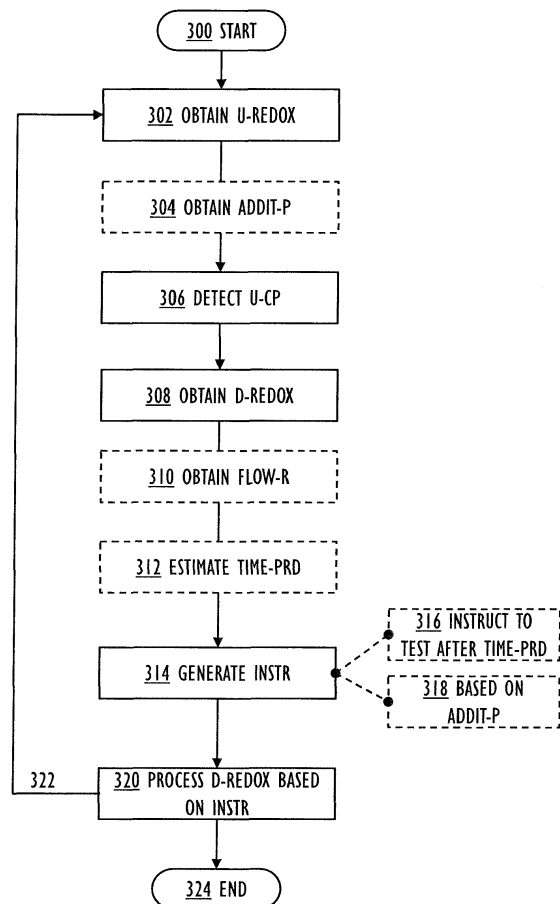 300 START
302 OBTAIN U-REDOX
304 OBTAIN ADDIT-P
306 DETECT U-CP
308 OBTAIN D-REDOX
310 OBTAIN FLOW-R
312 ESTIMATE TIME-PRD
314 GENERATE INSTR
316 INSTRUCT TO
TEST AFTER TIME-PRD
318 BASED ON
ADDIT-P
322
320 PROCESS D-REDOX BASED
ON INSTR
324 END